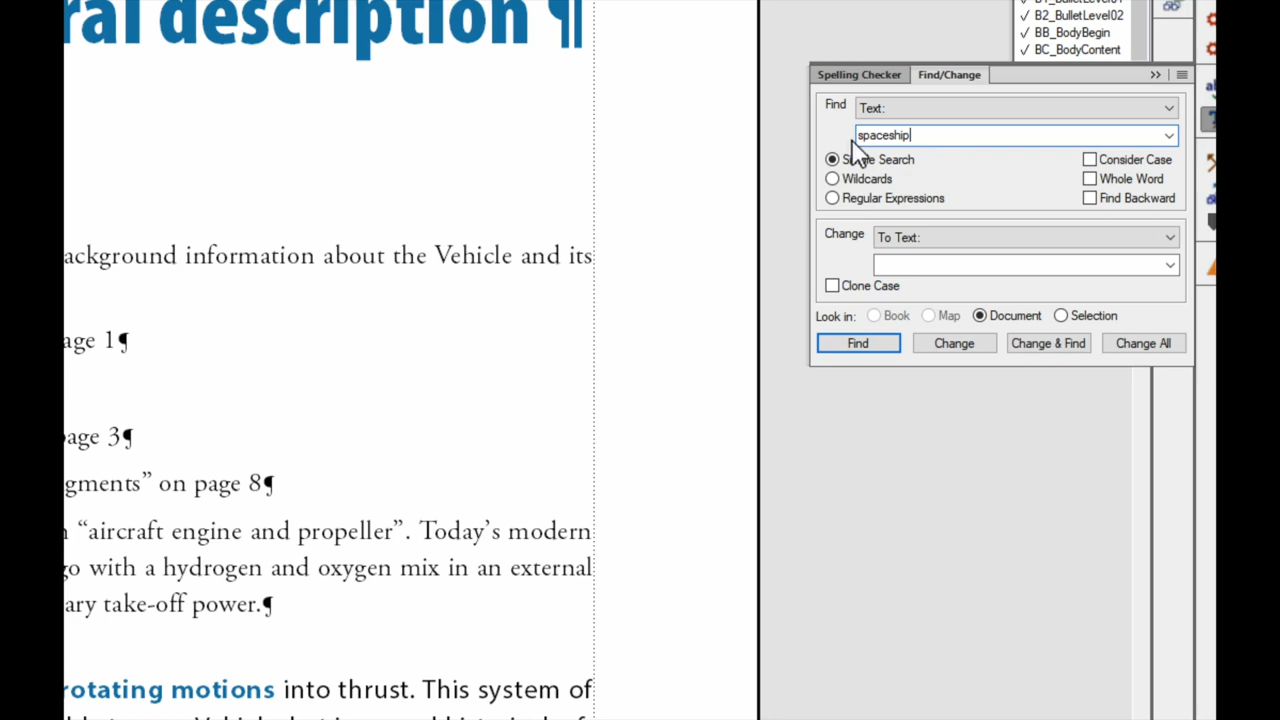 ral description ¶
ackground information about the Vehicle and its
age 1¶
page 3¶
gments” on page 8¶
“aircraft engine and propeller”. Today’s modern
go with a hydrogen and oxygen mix in an external
ary take-off power.¶
rotating motions into thrust. This system of
B2_BulletLevel02
BB_BodyBegin
BC_BodyContent
Spelling Checker Find/Change
Find Text:
spaceship
Search Consider Case
Wildcards Whole Word
Regular Expressions Find Backward
Change To Text:
Clone Case
Look in: Book Map Document Selection
Find Change Change & Find Change All